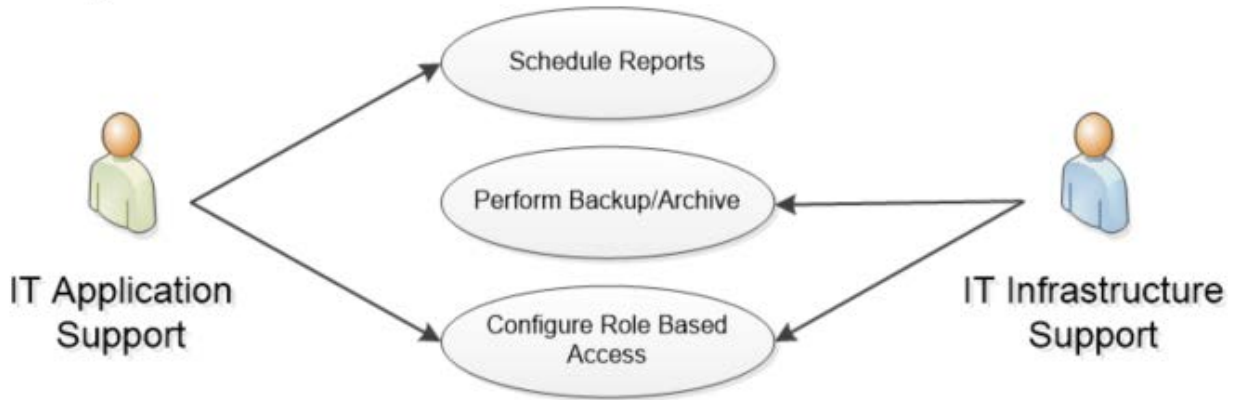 Schedule Reports
Perform Backup/Archive
IT Application
Support
Configure Role Based
Access
IT Infrastructure
Support